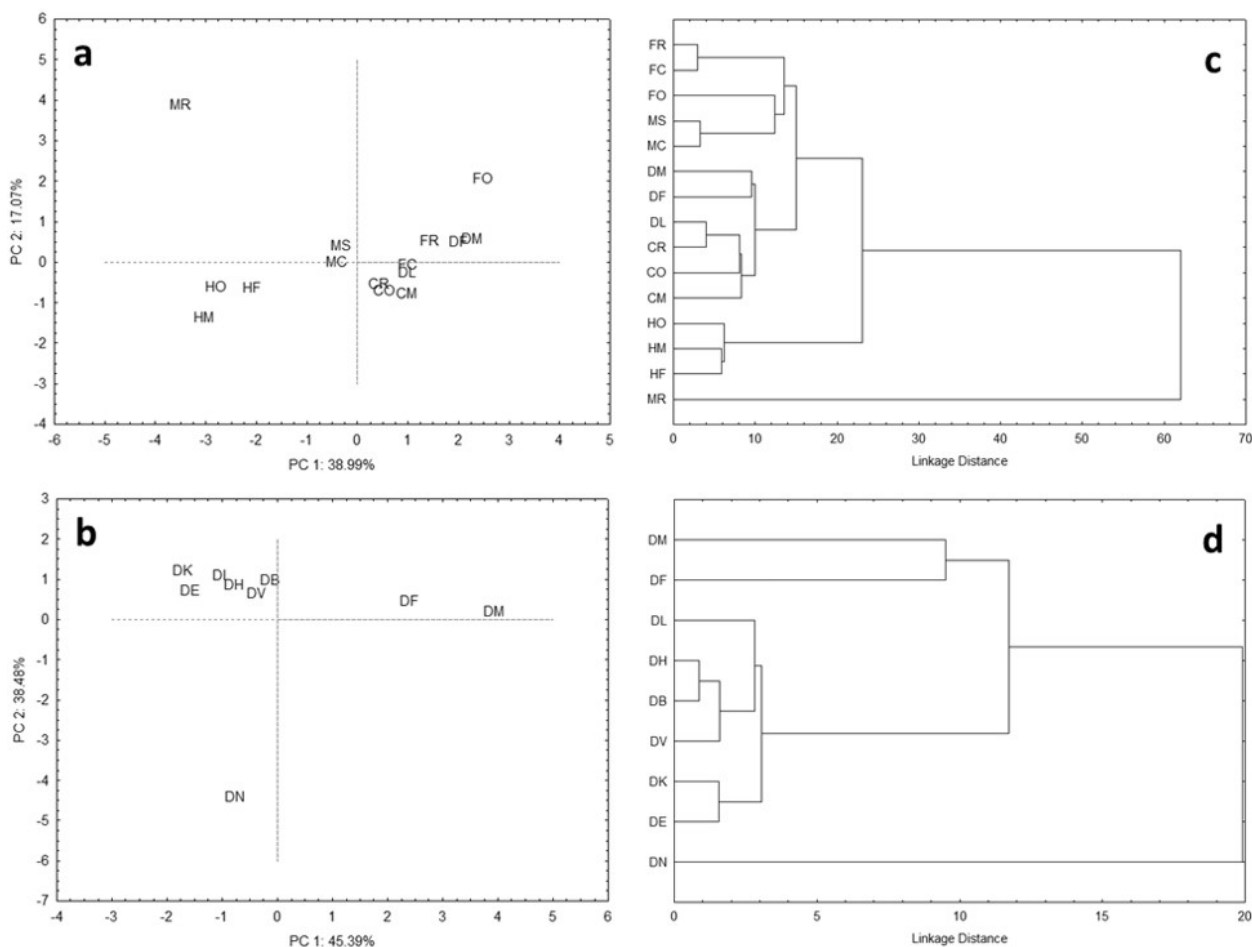 a
6
5
4
3
2
1
0
-1
-2
-3
-4
PC 2: 17.07%
MR
FO
FR
DF
DM
MS
MC
FC
DL
CR
CO
CM
HO
HF
HM
-6 -5 -4 -3 -2 -1 0 1 2 3 4 5
PC 1: 38.99%
c
FR
FC
FO
MS
MC
DM
DF
DL
CR
CO
CM
HO
HM
HF
MR
0 10 20 30 40 50 60 70
Linkage Distance
b
3
2
1
0
-1
-2
-3
-4
-5
-6
-7
PC 2: 38.48%
DK
DL
DB
DE
DH
DV
DF
DM
DN
-4 -3 -2 -1 0 1 2 3 4 5 6
PC 1: 45.39%
d
DM
DF
DL
DH
DB
DV
DK
DE
DN
0 5 10 15 20
Linkage Distance